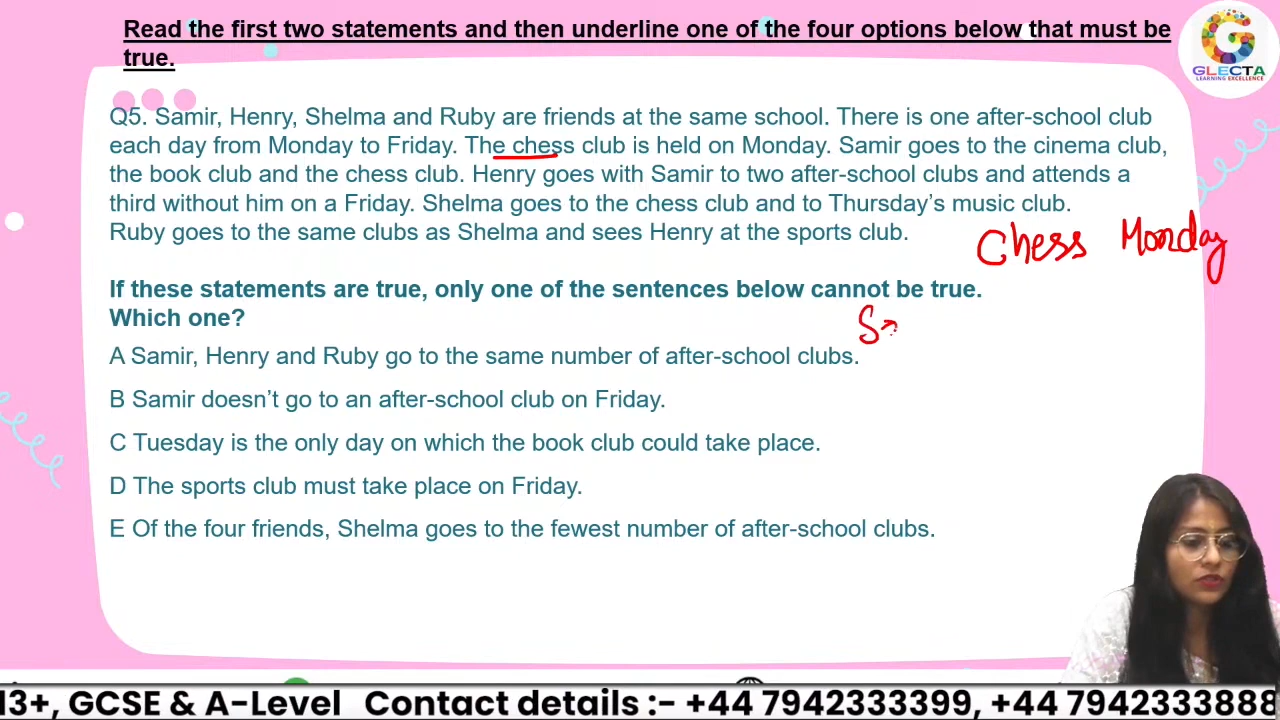 Read the first two statements and then underline one of the four options below that must be
true.
GLECTA
LEARNING EXCELLENCE
Q5. Samir, Henry, Shelma and Ruby are friends at the same school. There is one after-school club
each day from Monday to Friday. The chess club is held on Monday. Samir goes to the cinema club,
the book club and the chess club. Henry goes with Samir to two after-school clubs and attends a
third without him on a Friday. Shelma goes to the chess club and to Thursday's music club.
Ruby goes to the same clubs as Shelma and sees Henry at the sports club.
Chess Monday
If these statements are true, only one of the sentences below cannot be true.
Which one?
A Samir, Henry and Ruby go to the same number of after-school clubs.
B Samir doesn't go to an after-school club on Friday.
C Tuesday is the only day on which the book club could take place.
D The sports club must take place on Friday.
E Of the four friends, Shelma goes to the fewest number of after-school clubs.
13+, GCSE & A-Level Contact details :- +44 7942333399, +44 7942333888